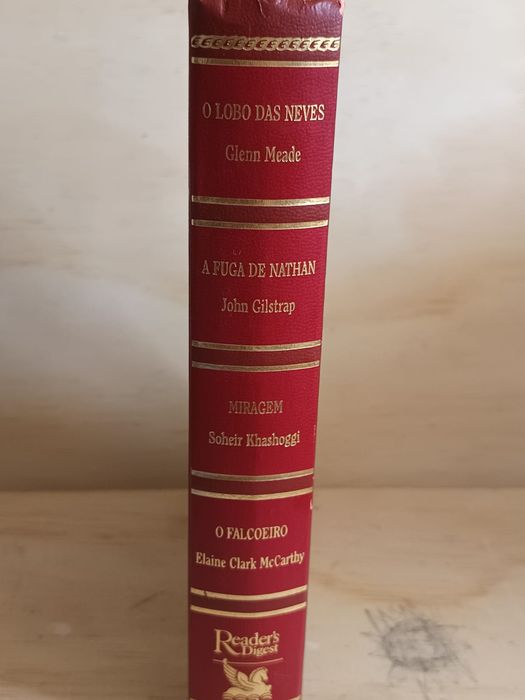 O LOBO DAS NEVES
Glenn Meade
A FUGA DE NATHAN
John Gilstrap
MIRAGEM
Soheir Khashoggi
O FALCOEIRO
Elaine Clark McCarthy
Reader's
Digest